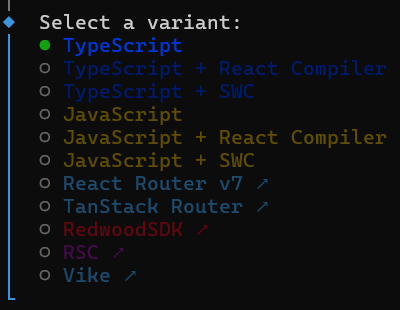 Select a variant:
TypeScript
TypeScript + React Compiler
TypeScript + SWC
JavaScript
JavaScript + React Compiler
JavaScript + SWC
React Router v7 ↗
TanStack Router ↗
RedwoodSDK ↗
RSC ↗
Vike ↗